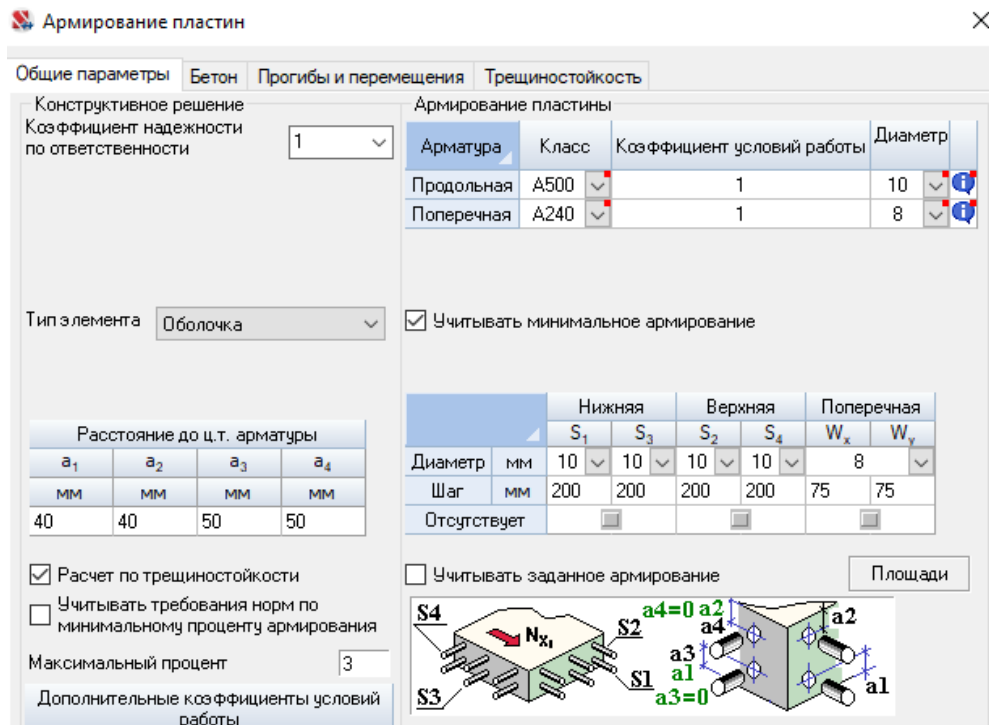 Армирование пластин
Общие параметры Бетон Прогибы и перемещения Трещиностойкость
Конструктивное решение
Коэффициент надежности
по ответственности
1
Тип элемента Оболочка
Расстояние до ц.т. арматуры
a1 a2 a3 a4
мм мм мм мм
40 40 50 50
Расчет по трещиностойкости
Учитывать требования норм по
минимальному проценту армирования
Максимальный процент 3
Дополнительные коэффициенты условий
работы
Армирование пластины
Арматура Класс Коэффициент условий работы Диаметр
Продольная A500 1 10
Поперечная A240 1 8
Учитывать минимальное армирование
Нижняя Верхняя Поперечная
S1 S3 S2 S4 Wx Wy
Диаметр мм 10 10 10 10 8
Шаг мм 200 200 200 200 75 75
Отсутствует
Учитывать заданное армирование Площади
S4 Nx1 S2 S3 S1
a4=0 a2 a2
a4
a3
a1 a1
a3=0